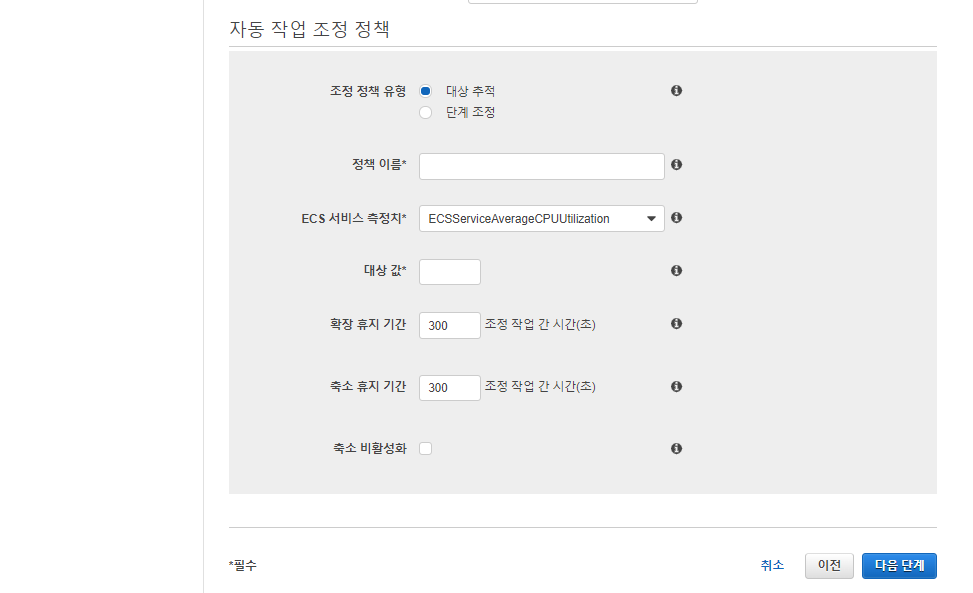 자동 작업 조정 정책
조정 정책 유형 대상 추적
단계 조정
정책 이름*
ECS 서비스 측정치* ECSServiceAverageCPUUtilization
대상 값*
확장 휴지 기간 300 조정 작업 간 시간(초)
축소 휴지 기간 300 조정 작업 간 시간(초)
축소 비활성화
*필수 취소 이전 다음 단계